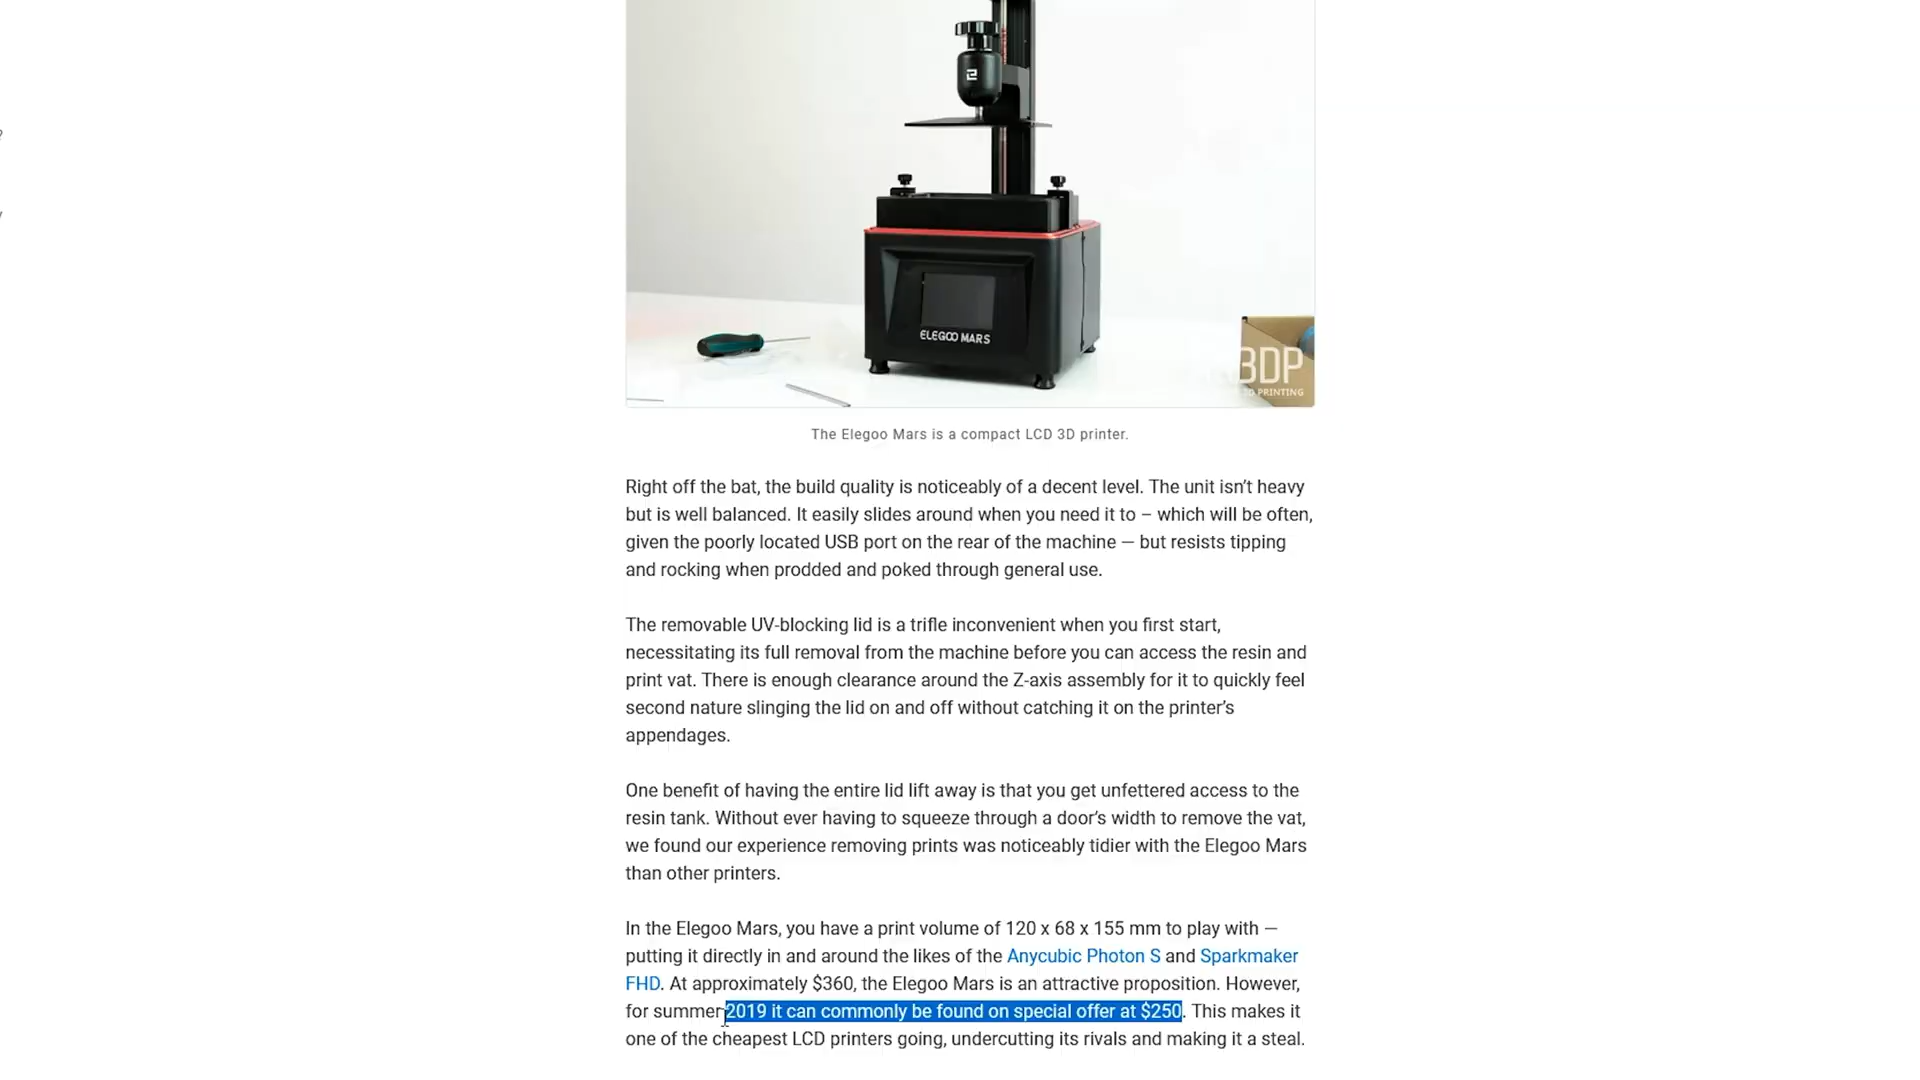 ELEGOO MARS
3DP
3D PRINTING
The Elegoo Mars is a compact LCD 3D printer.
Right off the bat, the build quality is noticeably of a decent level. The unit isn’t heavy
but is well balanced. It easily slides around when you need it to – which will be often,
given the poorly located USB port on the rear of the machine — but resists tipping
and rocking when prodded and poked through general use.
The removable UV-blocking lid is a trifle inconvenient when you first start,
necessitating its full removal from the machine before you can access the resin and
print vat. There is enough clearance around the Z-axis assembly for it to quickly feel
second nature slinging the lid on and off without catching it on the printer’s
appendages.
One benefit of having the entire lid lift away is that you get unfettered access to the
resin tank. Without ever having to squeeze through a door’s width to remove the vat,
we found our experience removing prints was noticeably tidier with the Elegoo Mars
than other printers.
In the Elegoo Mars, you have a print volume of 120 x 68 x 155 mm to play with —
putting it directly in and around the likes of the Anycubic Photon S and Sparkmaker
FHD. At approximately $360, the Elegoo Mars is an attractive proposition. However,
for summer 2019 it can commonly be found on special offer at $250. This makes it
one of the cheapest LCD printers going, undercutting its rivals and making it a steal.